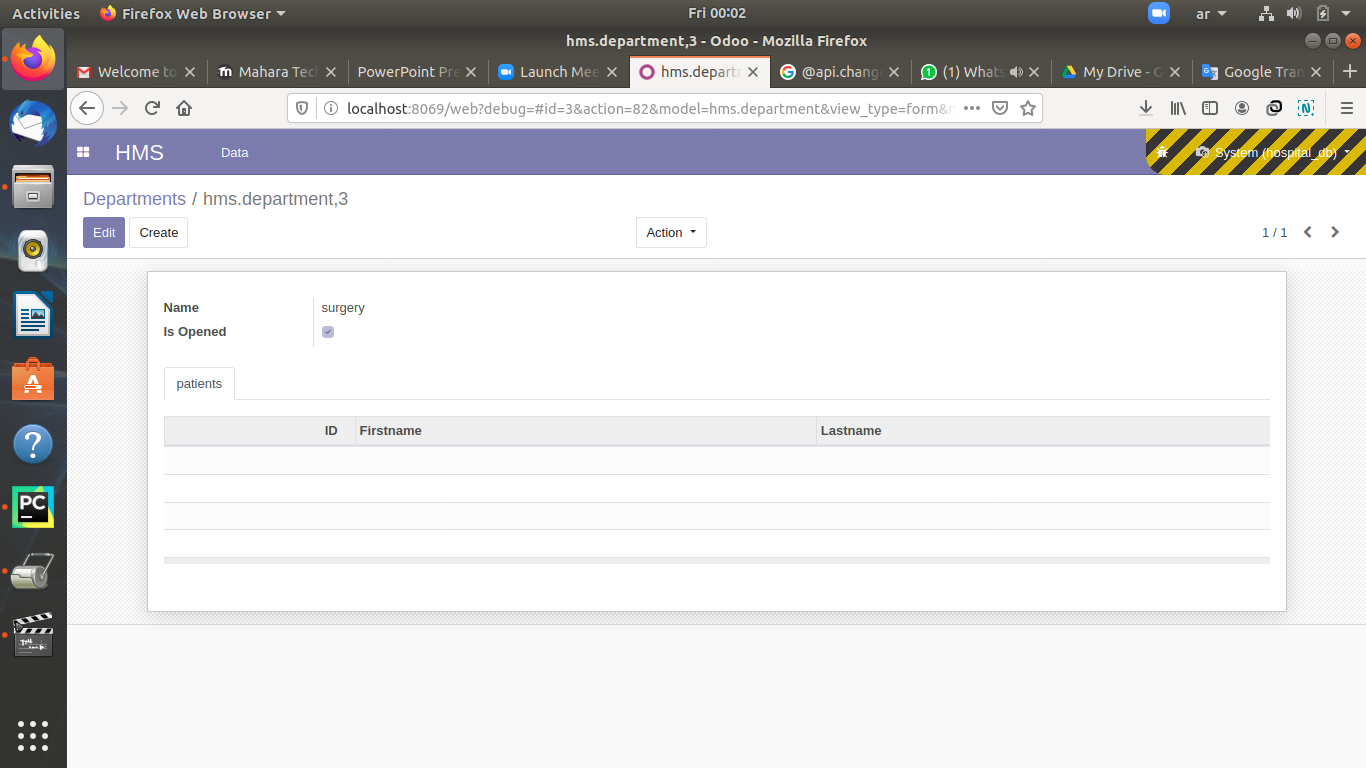 Activities Firefox Web Browser Fri 00:02 ar
hms.department,3 - Odoo - Mozilla Firefox
Welcome to Mahara Tech PowerPoint Pre Launch Mee hms.depart @api.chang (1) Whats My Drive - G Google Tran
localhost:8069/web?debug=#id=3&action=82&model=hms.department&view_type=form&
HMS Data System (hospital_db)
Departments / hms.department,3
Edit Create Action 1 / 1
Name surgery
Is Opened
patients
ID Firstname Lastname
PC